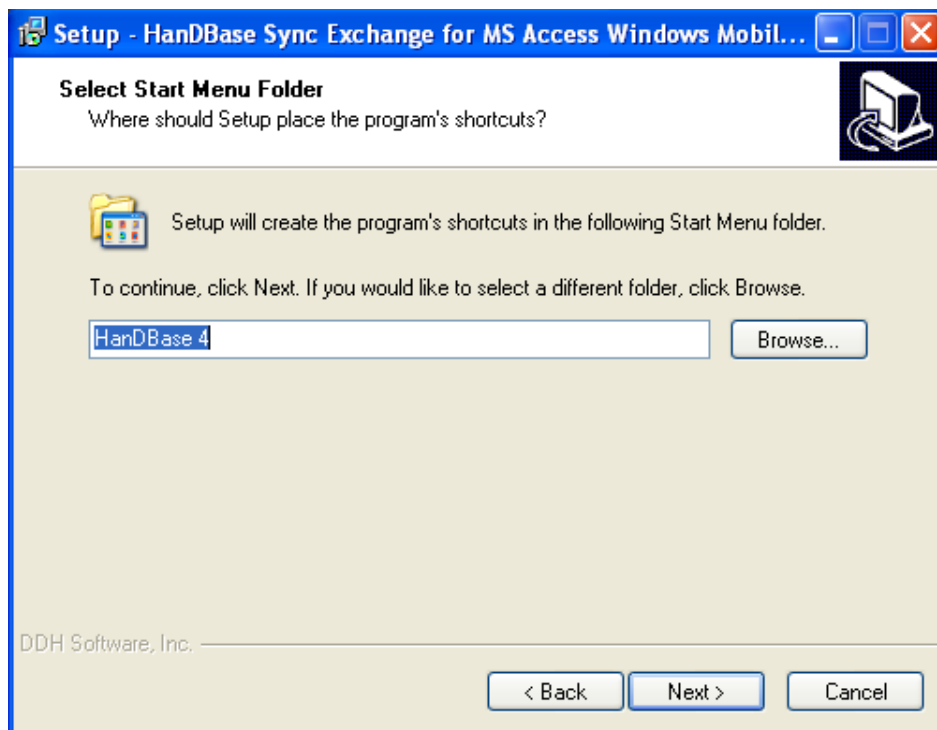 Setup - HanDBase Sync Exchange for MS Access Windows Mobil...
Select Start Menu Folder
Where should Setup place the program's shortcuts?
Setup will create the program's shortcuts in the following Start Menu folder.
To continue, click Next. If you would like to select a different folder, click Browse.
HanDBase 4
Browse...
DDH Software, Inc.
< Back
Next >
Cancel